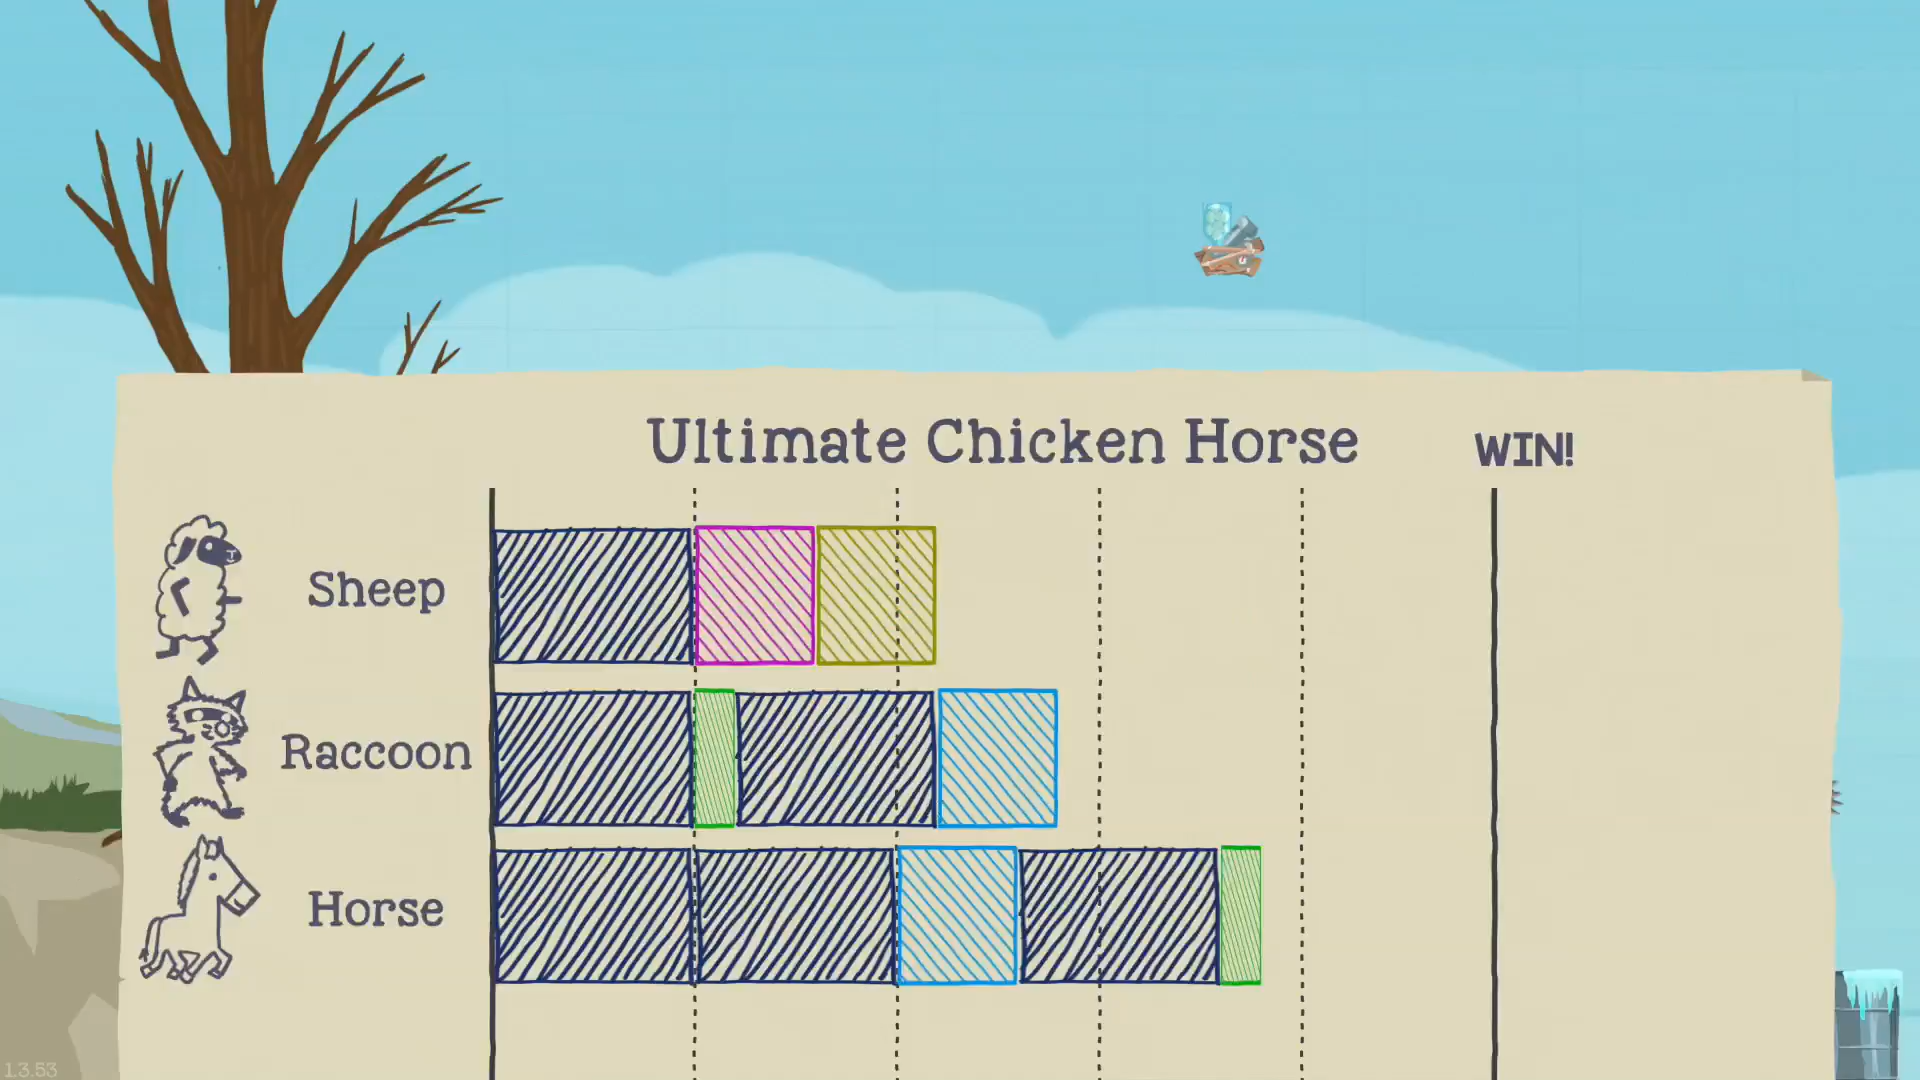 Ultimate Chicken Horse
WIN!
Sheep
Raccoon
Horse
1.3.53